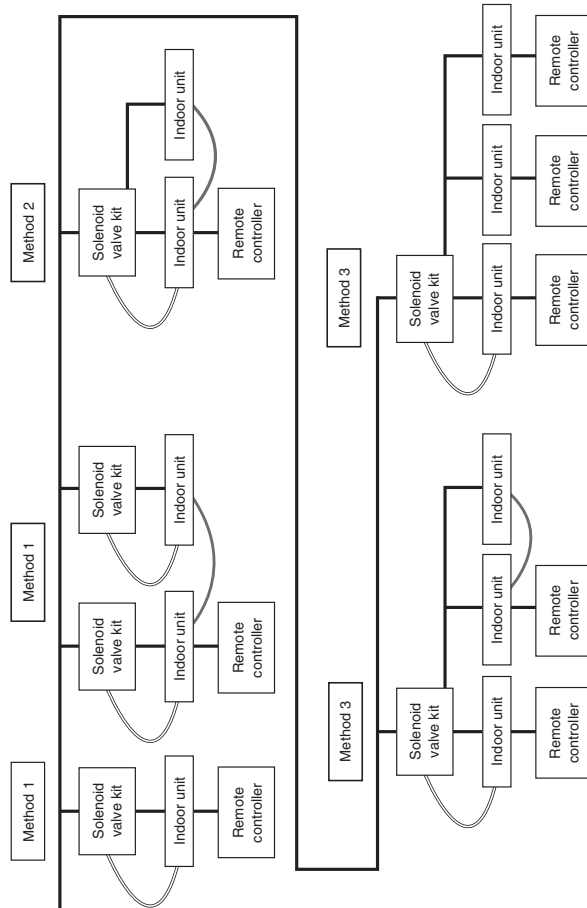 Method 1
Solenoid
valve kit
Indoor unit
Remote
controller
Method 1
Solenoid
valve kit
Solenoid
valve kit
Indoor unit
Indoor unit
Remote
controller
Method 2
Solenoid
valve kit
Indoor unit
Indoor unit
Remote
controller
Method 3
Solenoid
valve kit
Indoor unit
Indoor unit
Indoor unit
Remote
controller
Remote
controller
Method 3
Solenoid
valve kit
Indoor unit
Indoor unit
Indoor unit
Remote
controller
Remote
controller
Remote
controller